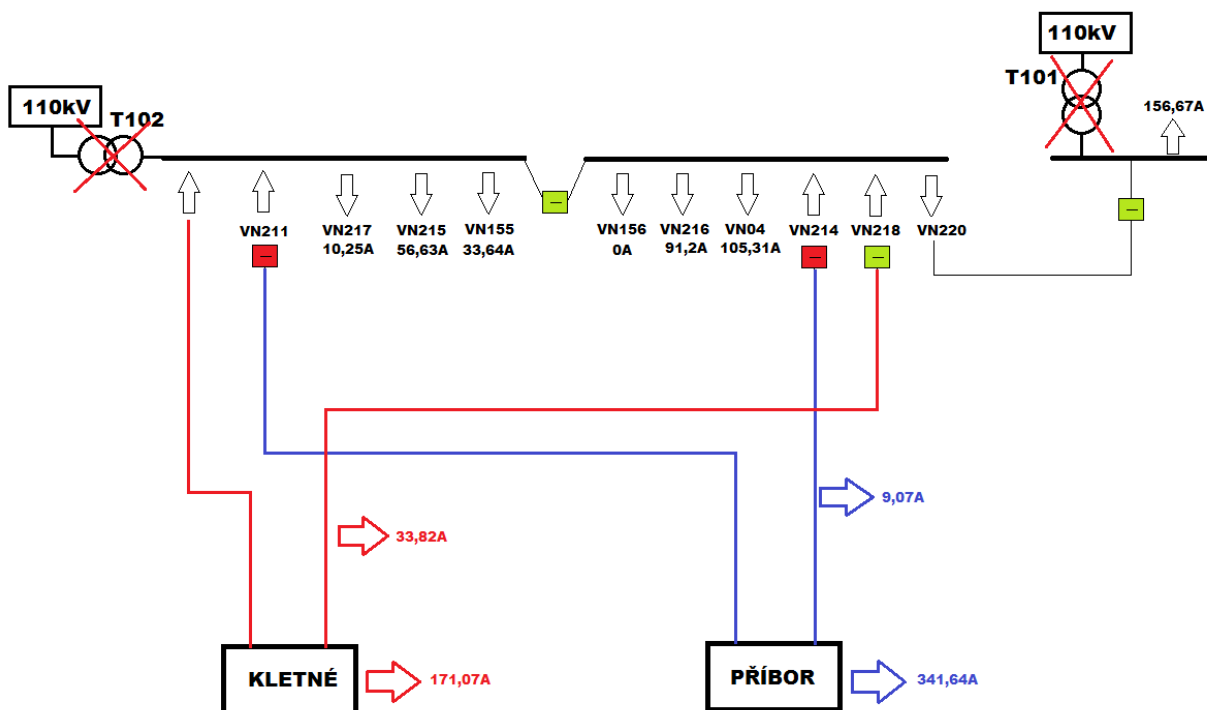 110kV
T101
156,67A
110kV
T102
VN211
VN217
10,25A
VN215
56,63A
VN155
33,64A
VN156
0A
VN216
91,2A
VN04
105,31A
VN214
VN218
VN220
9,07A
33,82A
KLETNÉ
171,07A
PŘÍBOR
341,64A